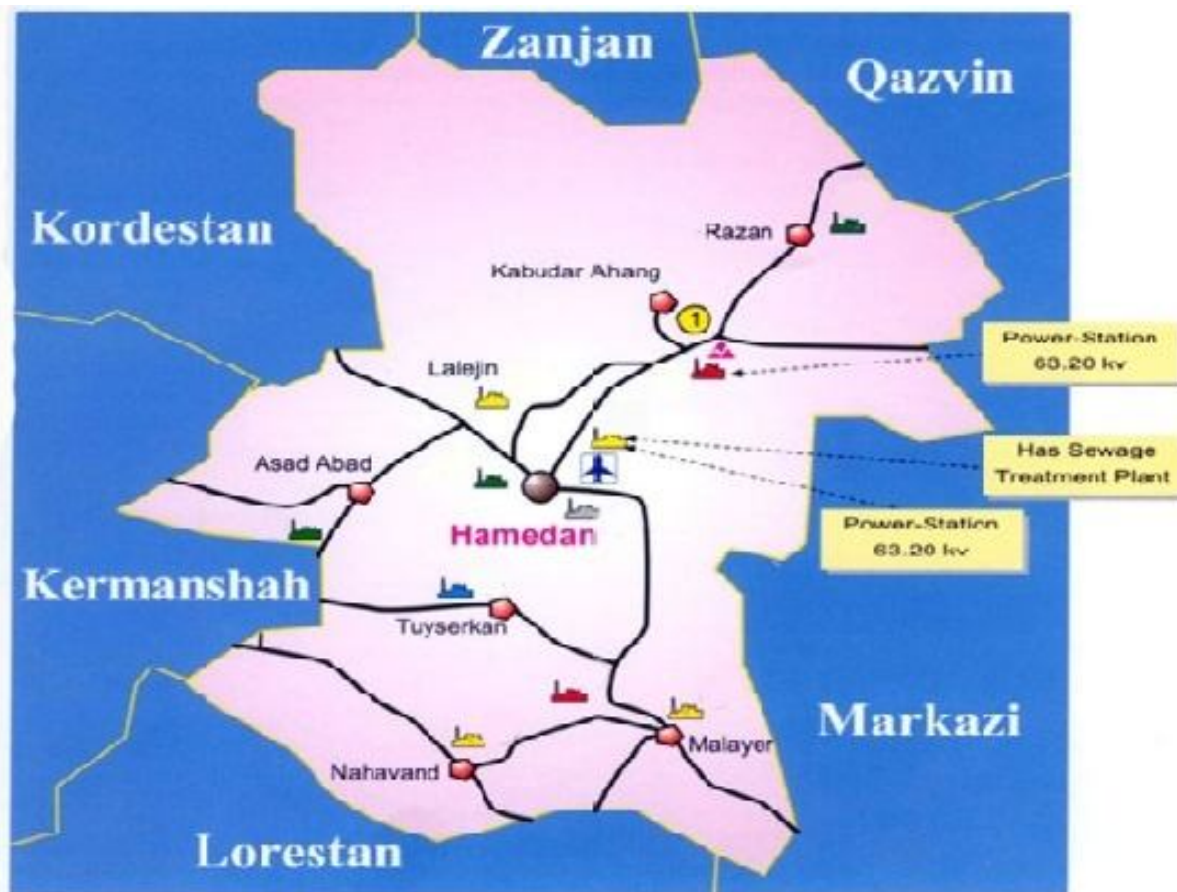 Zanjan
Qazvin
Kordestan
Razan
Kabudar Ahang
1
Power-Station
63.20 kv
Lalejin
Asad Abad
Has Sewage
Treatment Plant
Hamedan
Power-Station
63.20 kv
Kermanshah
Tuyserkan
Markazi
Malayer
Nahavand
Lorestan